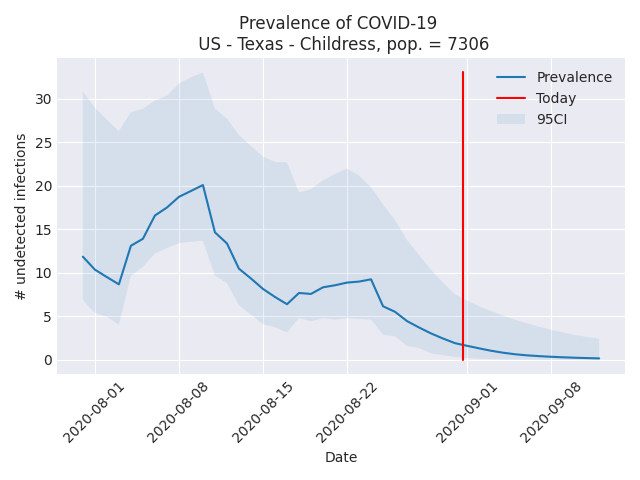 Prevalence of COVID-19
US - Texas - Childress, pop. = 7306
Prevalence
Today
95CI
# undetected infections
30
25
20
15
10
5
0
2020-08-01
2020-08-08
2020-08-15
2020-08-22
2020-09-01
2020-09-08
Date